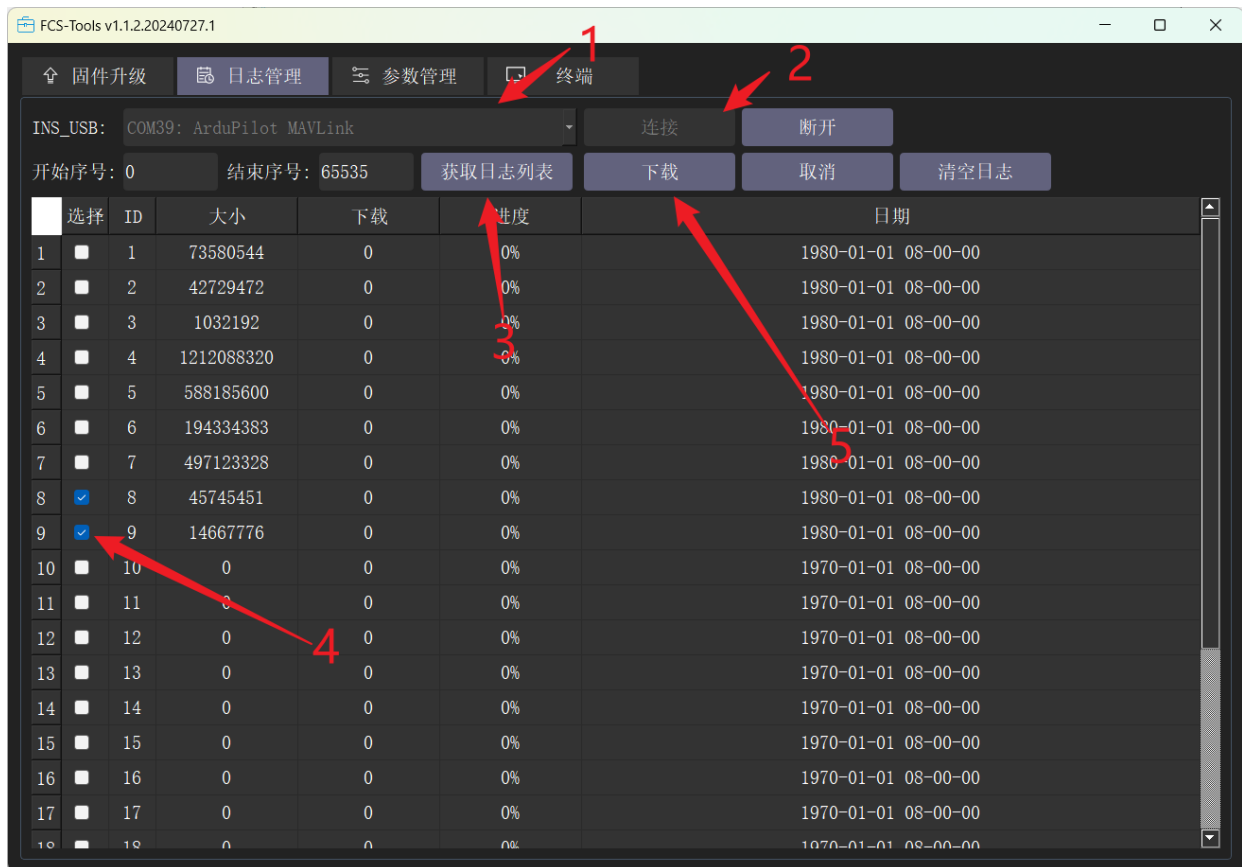 FCS-Tools v1.1.2.20240727.1
固件升级 日志管理 参数管理 终端
1
2
INS_USB: COM39: ArduPilot MAVLink 连接 断开
开始序号: 0 结束序号: 65535 获取日志列表 下载 取消 清空日志
选择 ID 大小 下载 进度 日期
1 1 73580544 0 0% 1980-01-01 08-00-00
2 2 42729472 0 0% 1980-01-01 08-00-00
3 3 1032192 0 0% 1980-01-01 08-00-00
3
4 4 1212088320 0 0% 1980-01-01 08-00-00
5 5 588185600 0 0% 1980-01-01 08-00-00
6 6 194334383 0 0% 1980-01-01 08-00-00
5
7 7 497123328 0 0% 1980-01-01 08-00-00
8 8 45745451 0 0% 1980-01-01 08-00-00
9 9 14667776 0 0% 1980-01-01 08-00-00
10 10 0 0 0% 1970-01-01 08-00-00
11 11 0 0 0% 1970-01-01 08-00-00
12 12 0 0 0% 1970-01-01 08-00-00
4
13 13 0 0 0% 1970-01-01 08-00-00
14 14 0 0 0% 1970-01-01 08-00-00
15 15 0 0 0% 1970-01-01 08-00-00
16 16 0 0 0% 1970-01-01 08-00-00
17 17 0 0 0% 1970-01-01 08-00-00
18 18 0 0 0% 1970-01-01 08-00-00